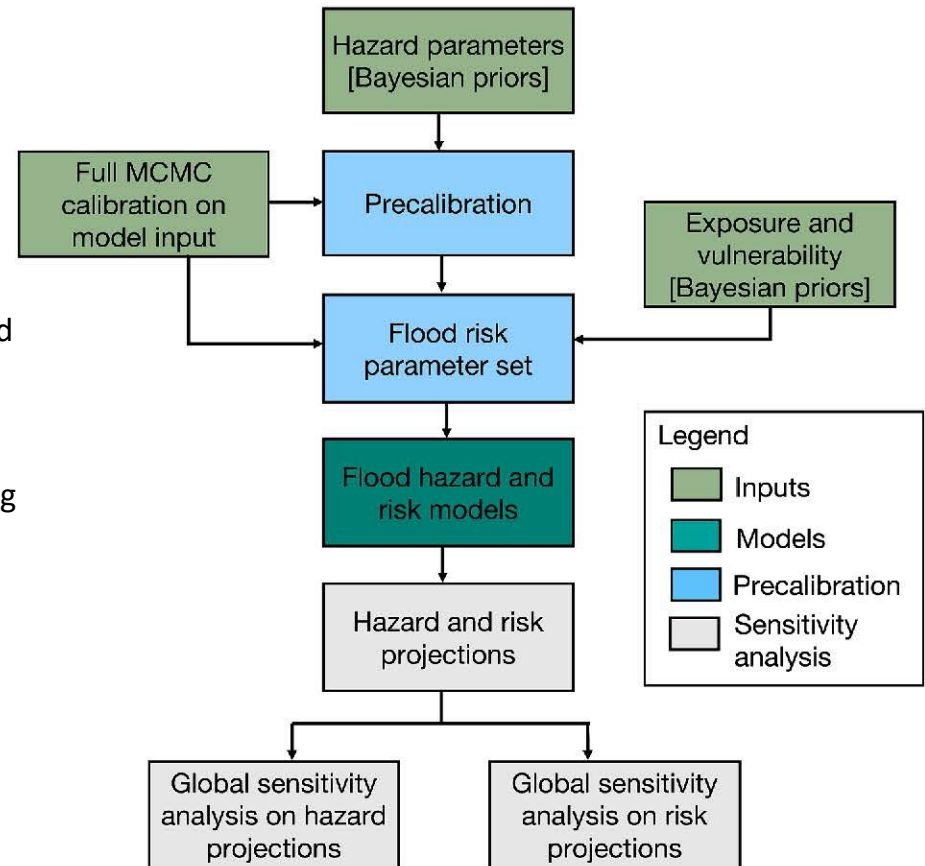 Hazard parameters
[Bayesian priors]
Full MCMC
calibration on
model input
Precalibration
Exposure and
vulnerability
[Bayesian priors]
d
Flood risk
parameter set
Legend
Inputs
Models
Precalibration
Sensitivity
analysis
Flood hazard and
risk models
g
Hazard and risk
projections
Global sensitivity
analysis on hazard
projections
Global sensitivity
analysis on risk
projections